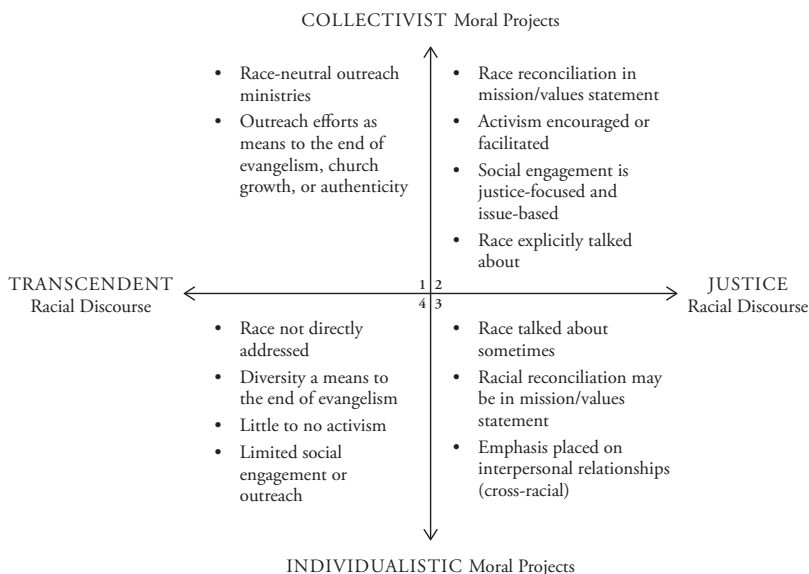 COLLECTIVIST Moral Projects
• Race-neutral outreach
ministries
• Outreach efforts as
means to the end of
evangelism, church
growth, or authenticity
• Race reconciliation in
mission/values statement
• Activism encouraged or
facilitated
• Social engagement is
justice-focused and
issue-based
• Race explicitly talked
about
TRANSCENDENT
Racial Discourse
1 2
4 3
JUSTICE
Racial Discourse
• Race not directly
addressed
• Diversity a means to
the end of evangelism
• Little to no activism
• Limited social
engagement or
outreach
• Race talked about
sometimes
• Racial reconciliation may
be in mission/values
statement
• Emphasis placed on
interpersonal relationships
(cross-racial)
INDIVIDUALISTIC Moral Projects